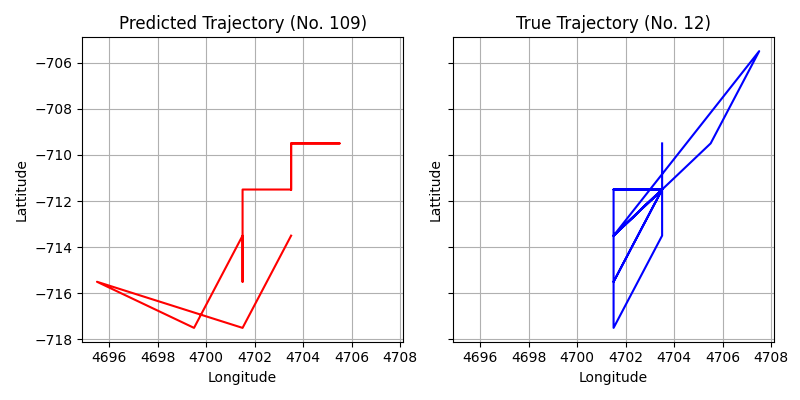 Predicted Trajectory (No. 109)
True Trajectory (No. 12)
Lattitude
−706
−708
−710
−712
−714
−716
−718
4696 4698 4700 4702 4704 4706 4708
Longitude
Lattitude
4696 4698 4700 4702 4704 4706 4708
Longitude